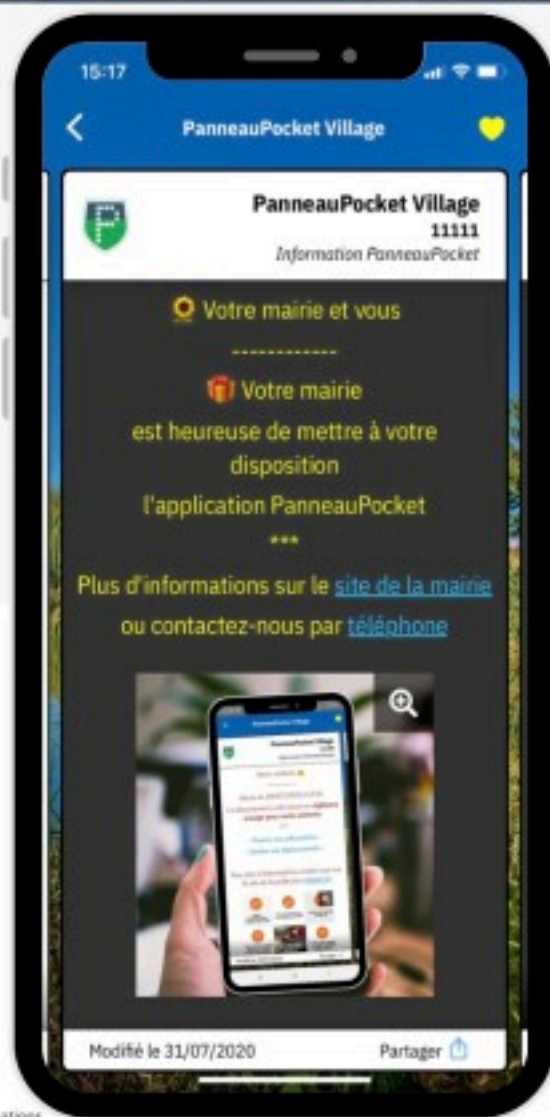 15:17
PanneauPocket Village
PanneauPocket Village
11111
Information PanneauPocket
🌻 Votre mairie et vous
------------
🎁 Votre mairie
est heureuse de mettre à votre
disposition
l'application PanneauPocket
***
Plus d'informations sur le site de la mairie
ou contactez-nous par téléphone
Modifié le 31/07/2020
Partager